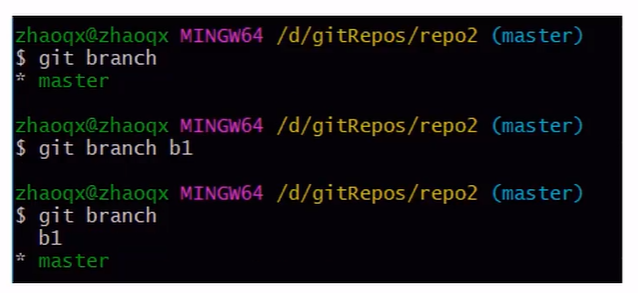 zhaoqx@zhaoqx MINGW64 /d/gitRepos/repo2 (master)
$ git branch
* master
zhaoqx@zhaoqx MINGW64 /d/gitRepos/repo2 (master)
$ git branch b1
zhaoqx@zhaoqx MINGW64 /d/gitRepos/repo2 (master)
$ git branch
  b1
* master